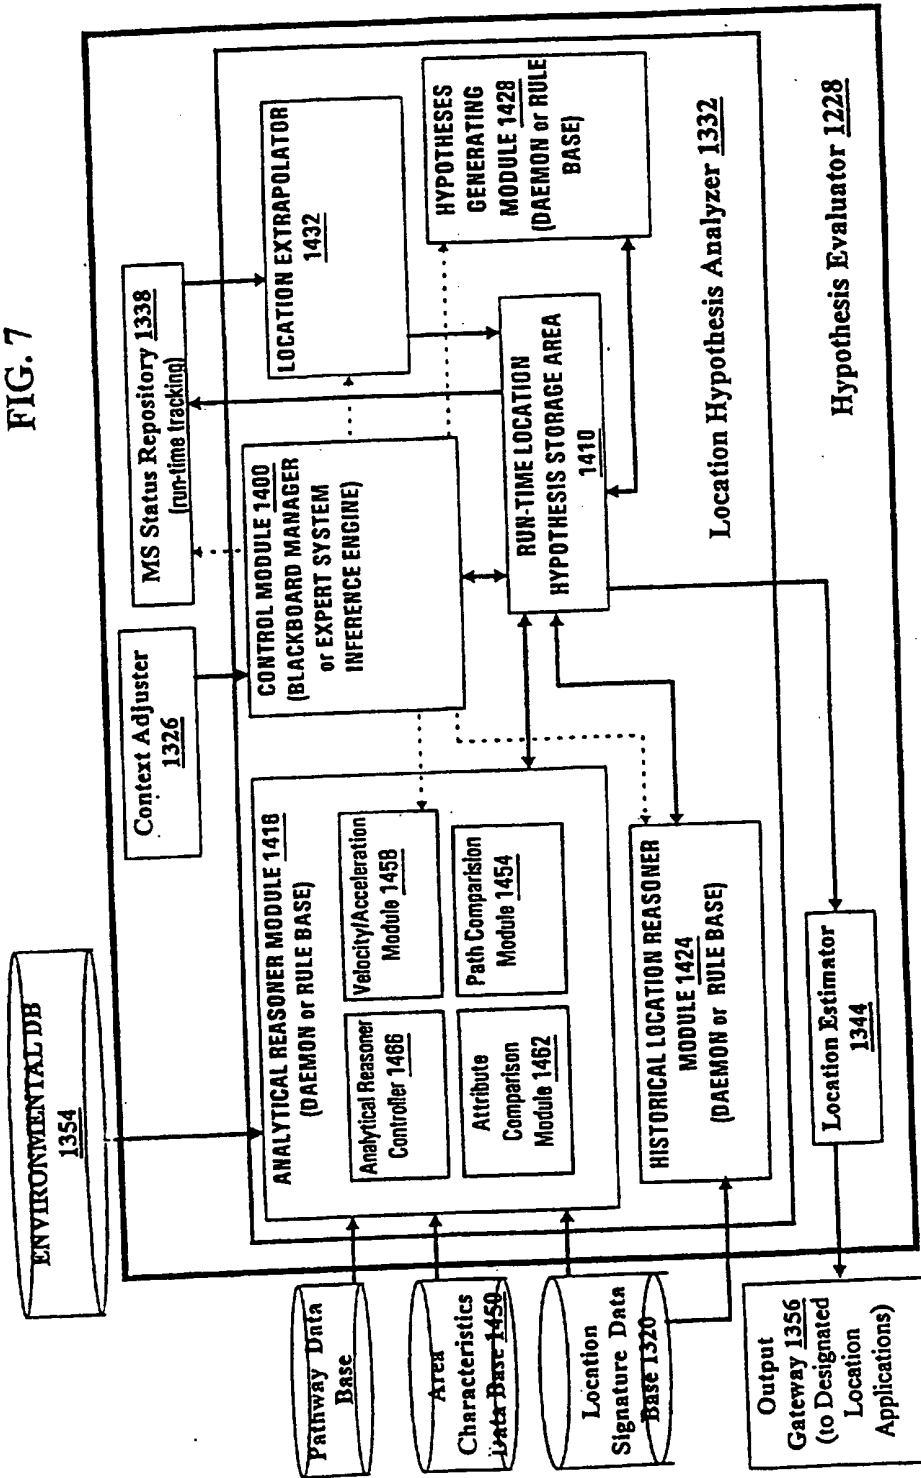 FIG. 7
ENVIRONMENTAL DB
1354
Context Adjuster
1326
MS Status Repository 1338
(run-time tracking)
Pathway Data
Base
Area
Characteristics
Data Base 1450
Location
Signature Data
Base 1320
Output
Gateway 1356
(to Designated
Location
Applications)
ANALYTICAL REASONER MODULE 1418
(DAEMON or RULE BASE)
Analytical Reasoner
Controller 1466
Velocity/Acceleration
Module 1458
Attribute
Comparison
Module 1462
Path Comparision
Module 1454
CONTROL MODULE 1400
(BLACKBOARD MANAGER
or EXPERT SYSTEM
INFERENCE ENGINE)
LOCATION EXTRAPOLATOR
1432
HYPOTHESES
GENERATING
MODULE 1428
(DAEMON or RULE
BASE)
RUN-TIME LOCATION
HYPOTHESIS STORAGE AREA
1410
HISTORICAL LOCATION REASONER
MODULE 1424
(DAEMON or RULE BASE)
Location Hypothesis Analyzer 1332
Location Estimator
1344
Hypothesis Evaluator 1228